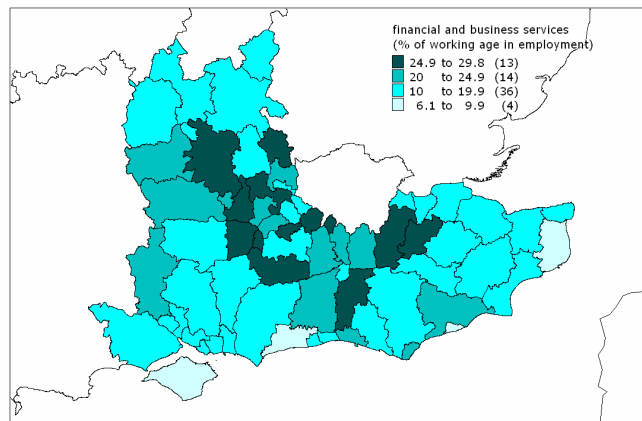 financial and business services
(% of working age in employment)
24.9 to 29.8 (13)
20 to 24.9 (14)
10 to 19.9 (36)
6.1 to 9.9 (4)